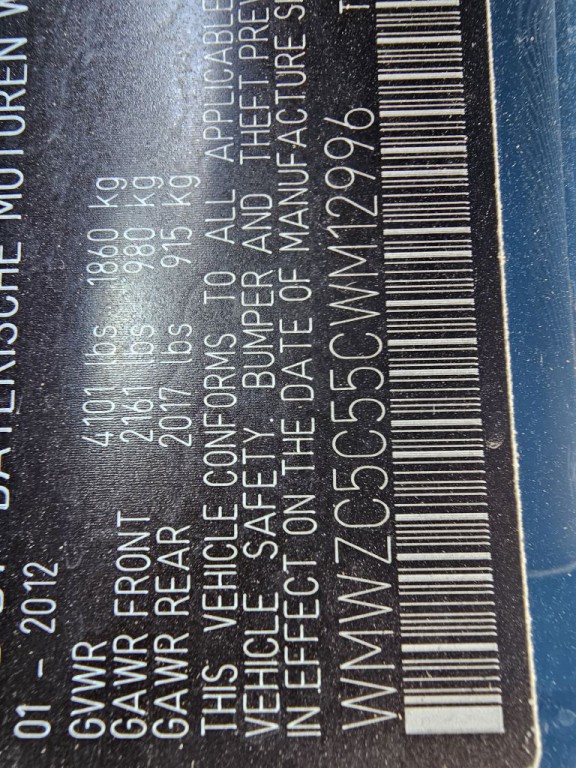 BAYERISCHE MOTOREN W
01 - 2012
GVWR 4101 lbs 1860 kg
GAWR FRONT 2161 lbs 980 kg
GAWR REAR 2017 lbs 915 kg
THIS VEHICLE CONFORMS TO ALL APPLICABLE
VEHICLE SAFETY. BUMPER AND THEFT PREV
IN EFFECT ON THE DATE OF MANUFACTURE S
WMWZC5C55CWM12996